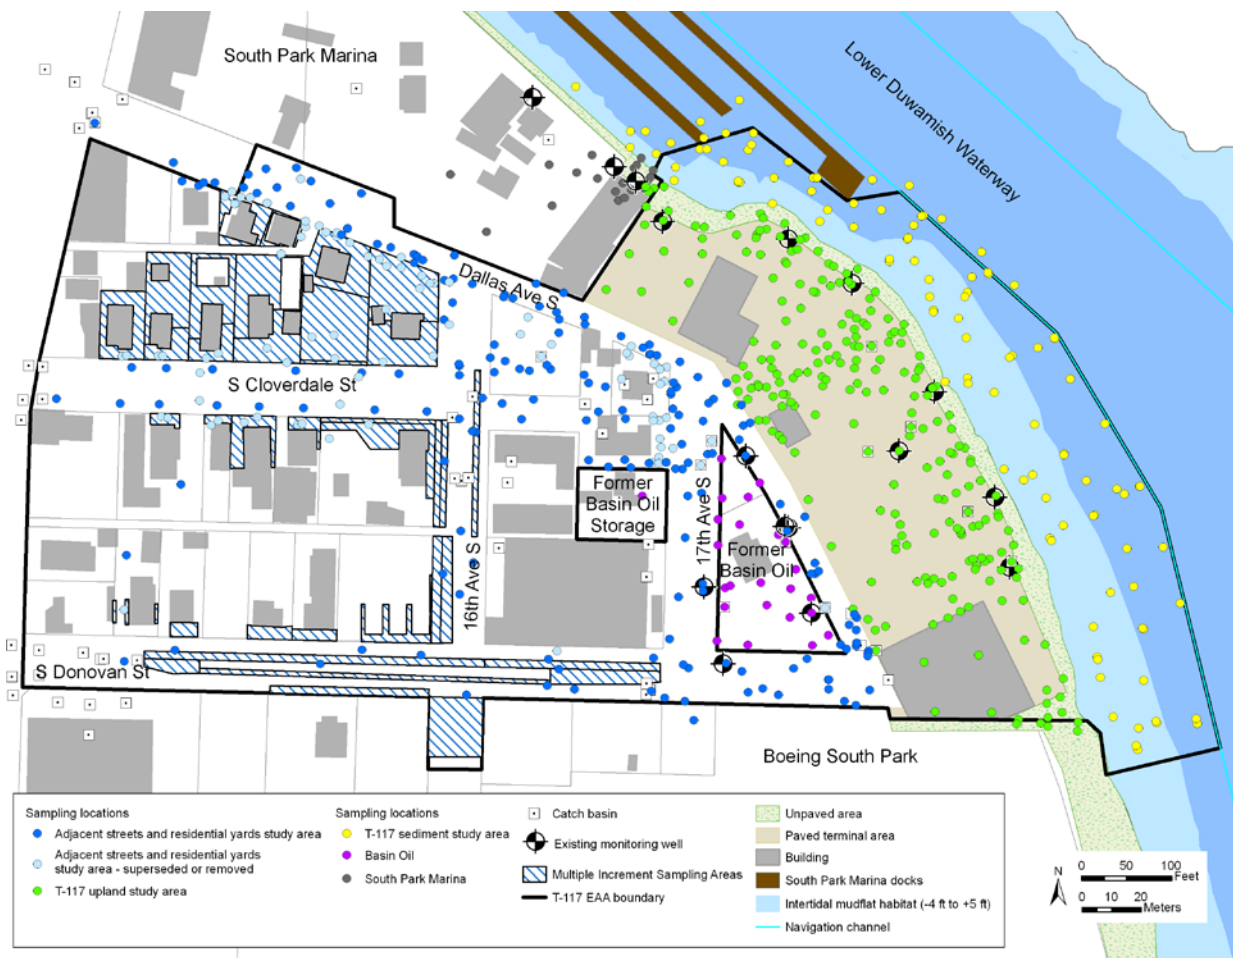 South Park Marina
Lower Duwamish Waterway
Dallas Ave S
S Cloverdale St
Former
Basin Oil
Storage
17th Ave S
Former
Basin Oil
16th Ave S
S Donovan St
Boeing South Park
Sampling locations
Adjacent streets and residential yards study area
Adjacent streets and residential yards
study area - superseded or removed
T-117 upland study area
Sampling locations
T-117 sediment study area
Basin Oil
South Park Marina
Catch basin
Existing monitoring well
Multiple Increment Sampling Areas
T-117 EAA boundary
Unpaved area
Paved terminal area
Building
South Park Marina docks
Intertidal mudflat habitat (-4 ft to +5 ft)
Navigation channel
N
0 50 100
Feet
0 10 20
Meters